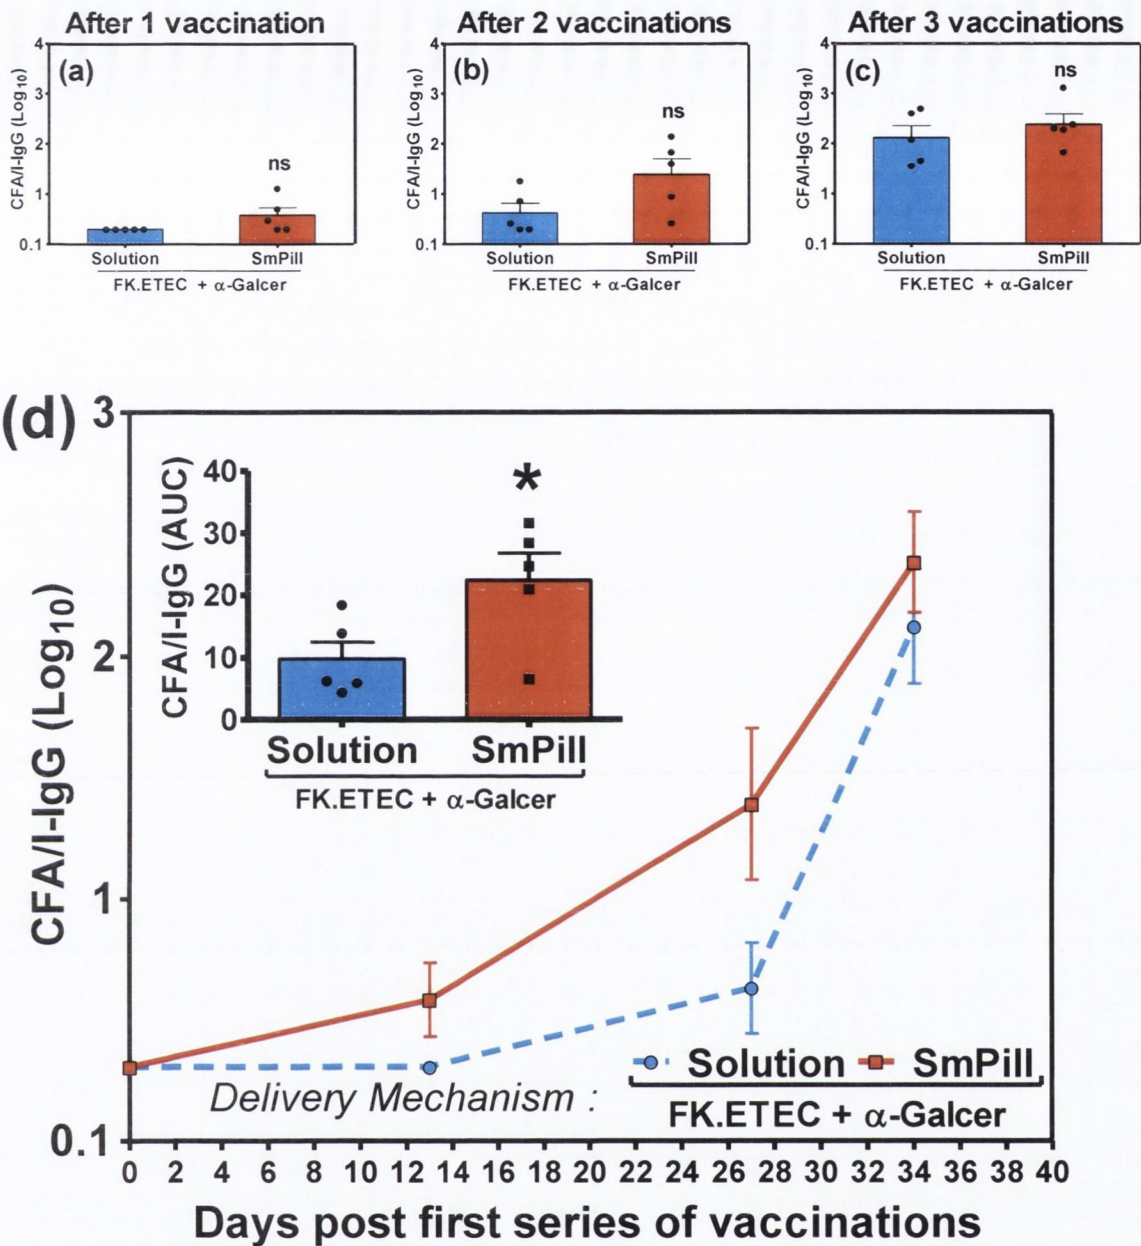 After 1 vaccination
After 2 vaccinations
After 3 vaccinations
(a)
CFA/I-IgG (Log10)
4
3
2
1
0.1
ns
Solution
SmPill
FK.ETEC + α-Galcer
(b)
CFA/I-IgG (Log10)
4
3
2
1
0.1
ns
Solution
SmPill
FK.ETEC + α-Galcer
(c)
CFA/I-IgG (Log10)
4
3
2
1
0.1
ns
Solution
SmPill
FK.ETEC + α-Galcer
(d)
CFA/I-IgG (Log10)
3
2
1
0.1
CFA/I-IgG (AUC)
40
30
20
10
0
*
Solution
SmPill
FK.ETEC + α-Galcer
Delivery Mechanism :
Solution
SmPill
FK.ETEC + α-Galcer
0 2 4 6 8 10 12 14 16 18 20 22 24 26 28 30 32 34 36 38 40
Days post first series of vaccinations